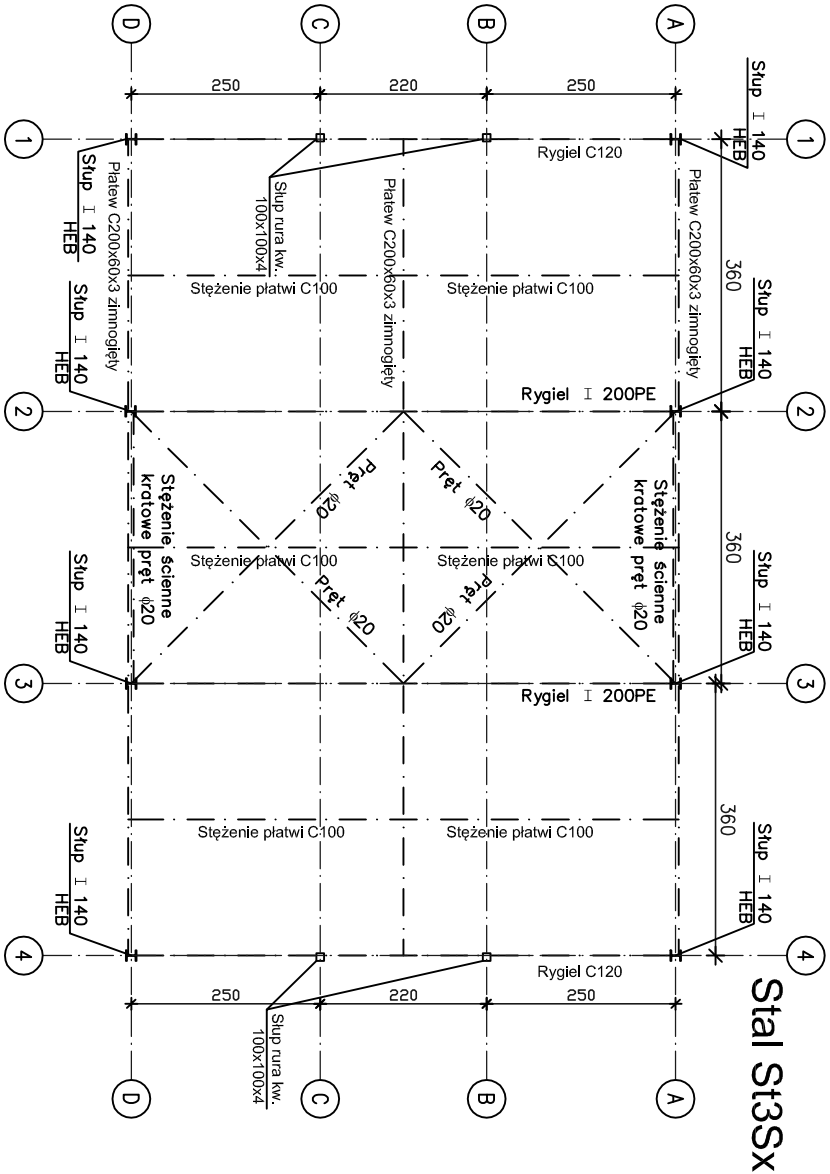 D
C
B
A
250
220
250
1
Słup I 140
HEB
Słup rura kw.
100x100x4
Rygiel C120
Słup I 140
HEB
1
Płatew C200x60x3 zimnogięty
Płatew C200x60x3 zimnogięty
Płatew C200x60x3 zimnogięty
360
Stężenie płatwi C100
Stężenie płatwi C100
Słup I 140
HEB
Słup I 140
HEB
2
Rygiel I 200PE
2
Stężenie ścienne
kratowe pręt ϕ20
Pręt ϕ20
Pręt ϕ20
Stężenie ścienne
kratowe pręt ϕ20
360
Stężenie płatwi C100
Stężenie płatwi C100
Pręt ϕ20
Pręt ϕ20
Słup I 140
HEB
Słup I 140
HEB
3
Rygiel I 200PE
3
360
Stężenie płatwi C100
Stężenie płatwi C100
Słup I 140
HEB
Słup I 140
HEB
4
Rygiel C120
4
250
220
250
Słup rura kw.
100x100x4
D
C
B
A
Stal St3Sx